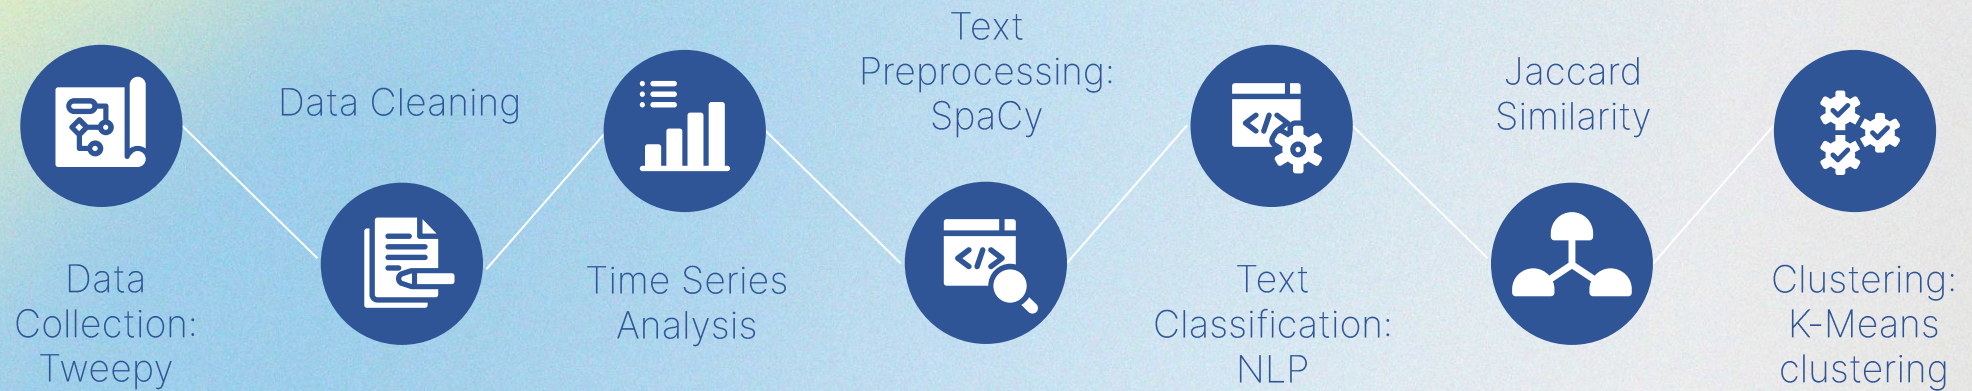 Data
Collection:
Tweepy
Data Cleaning
Time Series
Analysis
Text
Preprocessing:
SpaCy
Text
Classification:
NLP
Jaccard
Similarity
Clustering:
K-Means
clustering